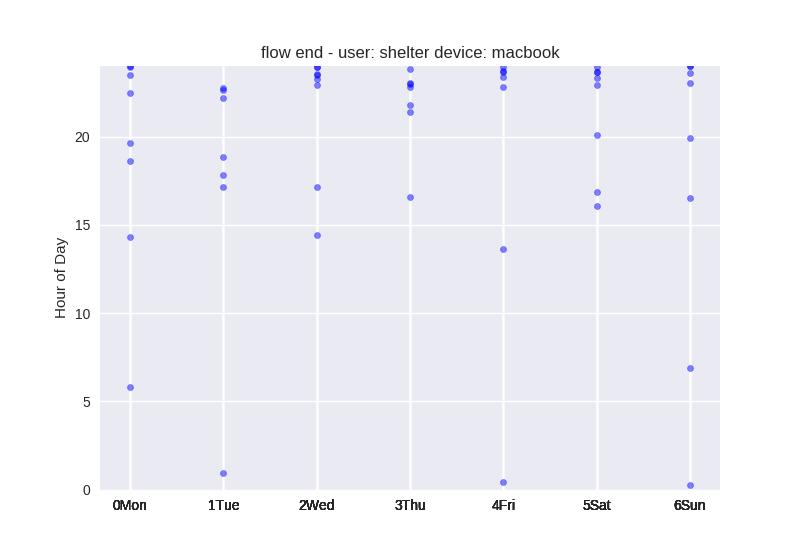 flow end - user: shelter device: macbook
Hour of Day
20
15
10
5
0
0Mon 1Tue 2Wed 3Thu 4Fri 5Sat 6Sun